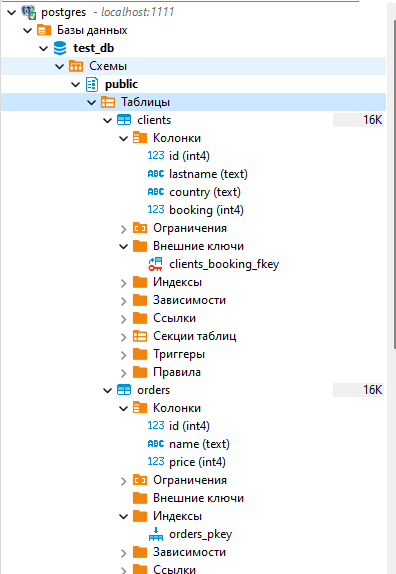 postgres - localhost:1111
Базы данных
test_db
Схемы
public
Таблицы
clients 16K
Колонки
123 id (int4)
ABC lastname (text)
ABC country (text)
123 booking (int4)
Ограничения
Внешние ключи
clients_booking_fkey
Индексы
Зависимости
Ссылки
Секции таблиц
Триггеры
Правила
orders 16K
Колонки
123 id (int4)
ABC name (text)
123 price (int4)
Ограничения
Внешние ключи
Индексы
orders_pkey
Зависимости
Ссылки